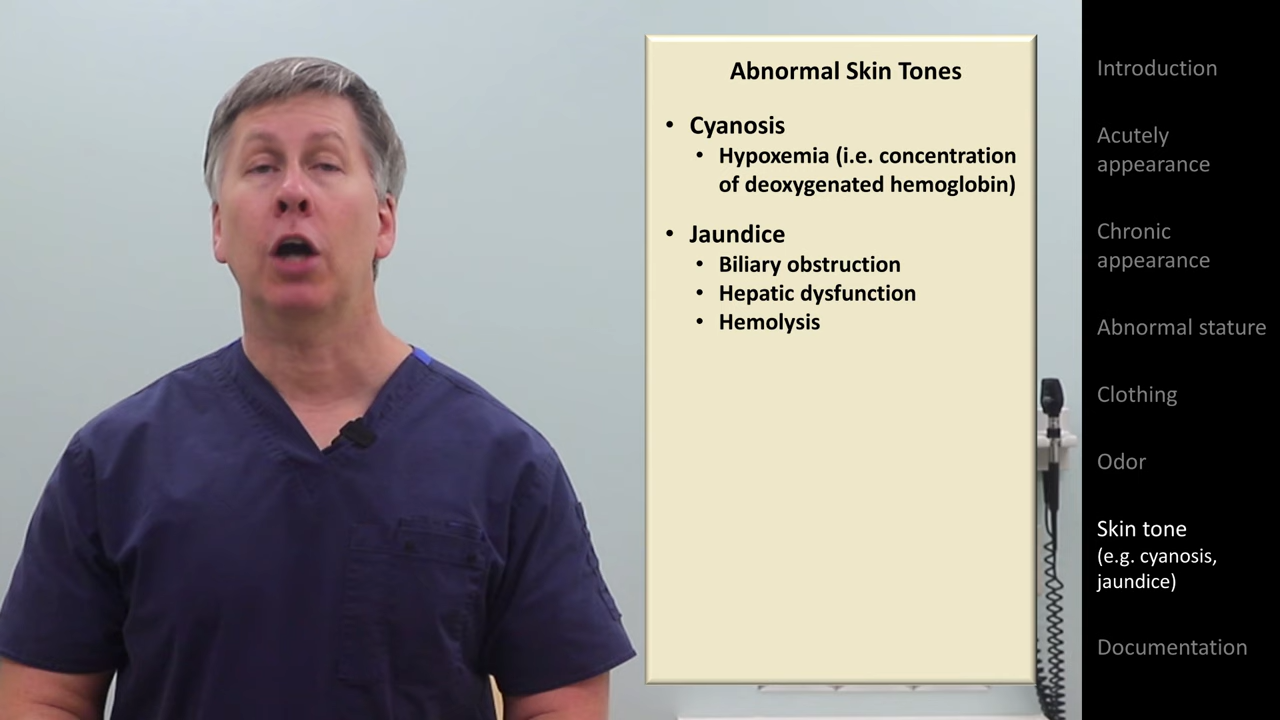 Abnormal Skin Tones
• Cyanosis
• Hypoxemia (i.e. concentration
of deoxygenated hemoglobin)
• Jaundice
• Biliary obstruction
• Hepatic dysfunction
• Hemolysis
Introduction
Acutely
appearance
Chronic
appearance
Abnormal stature
Clothing
Odor
Skin tone
(e.g. cyanosis,
jaundice)
Documentation